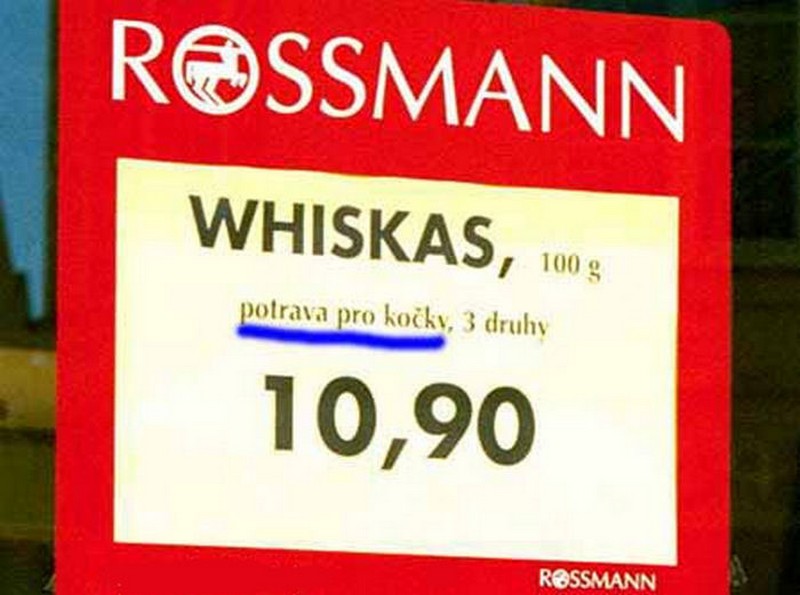 ROSSMANN
WHISKAS, 100 g
potrava pro kočky, 3 druhy
10,90
ROSSMANN